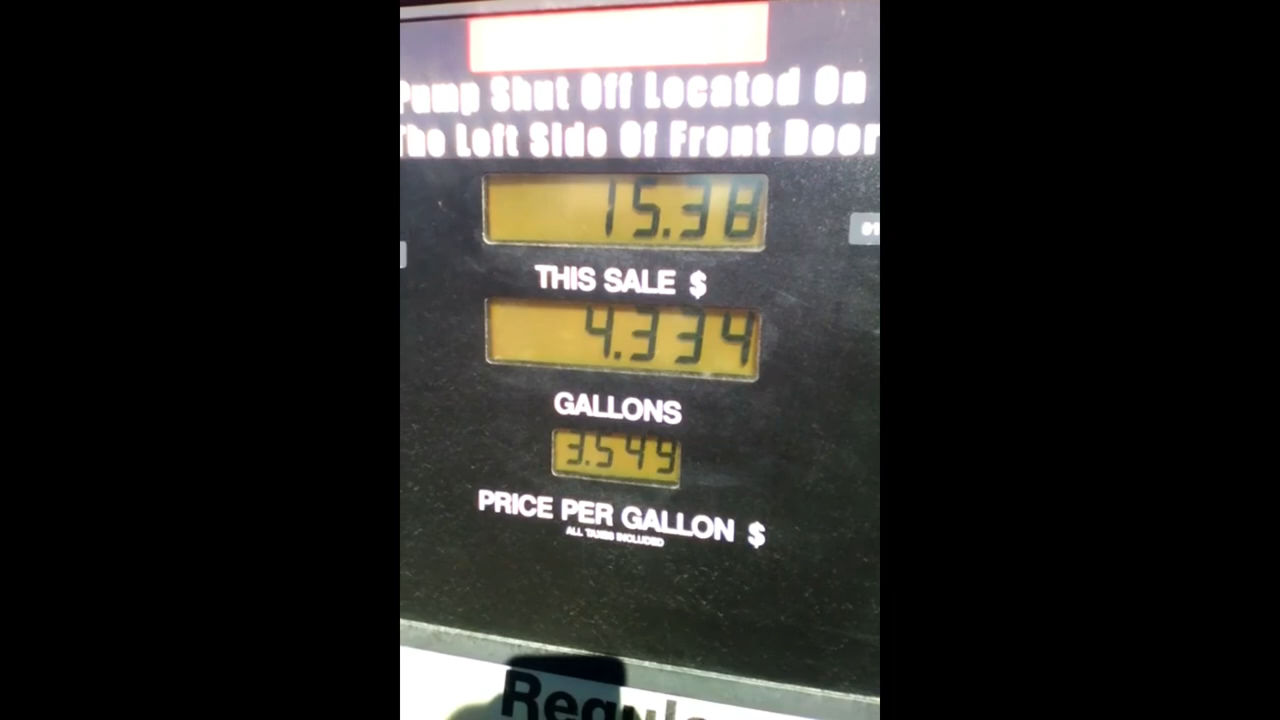 Pump Shut Off Located On
The Left Side Of Front Door
15.38
THIS SALE $
4.334
GALLONS
3.549
PRICE PER GALLON $
ALL TAXES INCLUDED